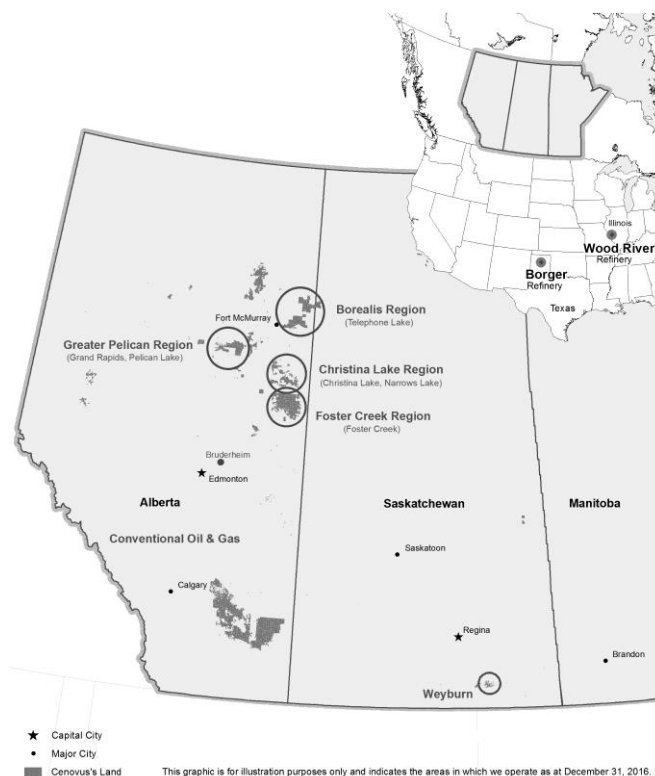 Illinois
Wood River
Refinery
Borger
Refinery
Texas
Borealis Region
(Telephone Lake)
Fort McMurray
Greater Pelican Region
(Grand Rapids, Pelican Lake)
Christina Lake Region
(Christina Lake, Narrows Lake)
Foster Creek Region
(Foster Creek)
Bruderheim
Edmonton
Alberta
Saskatchewan
Manitoba
Conventional Oil & Gas
Saskatoon
Calgary
Regina
Brandon
Weyburn
Capital City
Major City
Cenovus's Land
This graphic is for illustration purposes only and indicates the areas in which we operate as at December 31, 2016.